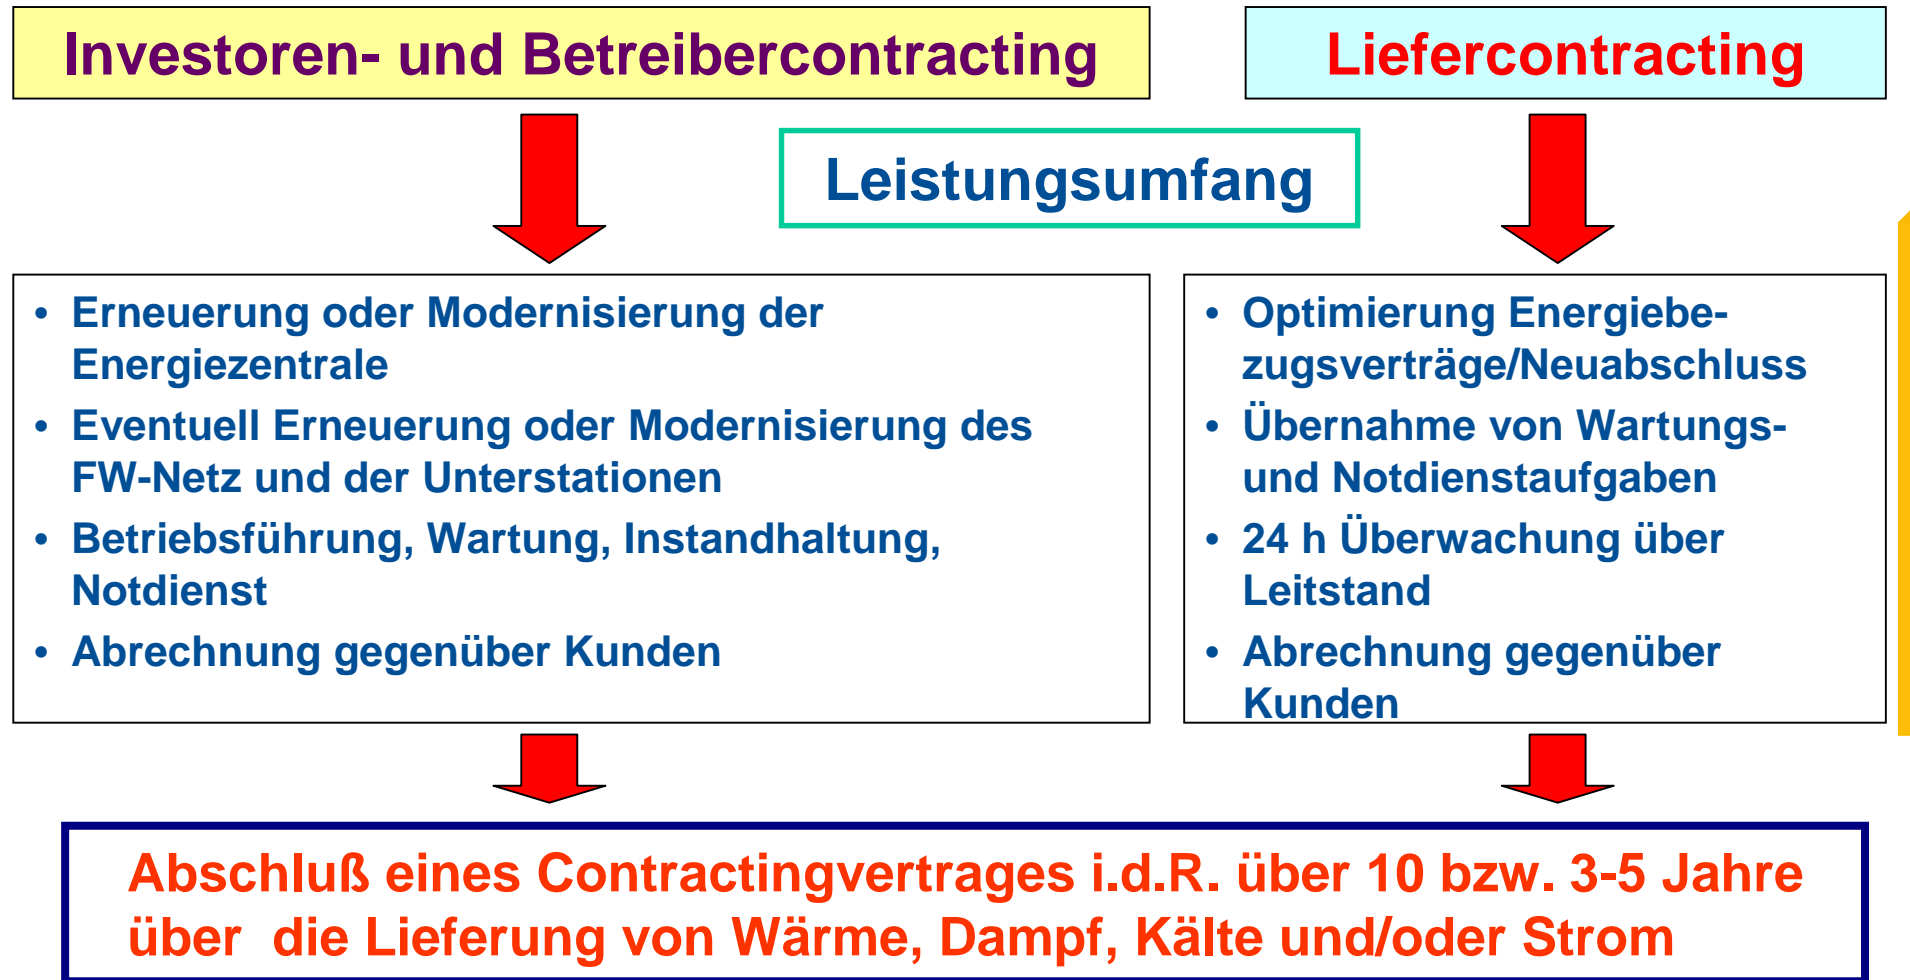 Investoren- und Betreibercontracting
Liefercontracting
Leistungsumfang
• Erneuerung oder Modernisierung der
Energiezentrale
• Eventuell Erneuerung oder Modernisierung des
FW-Netz und der Unterstationen
• Betriebsführung, Wartung, Instandhaltung,
Notdienst
• Abrechnung gegenüber Kunden
• Optimierung Energiebe-
zugsverträge/Neuabschluss
• Übernahme von Wartungs-
und Notdienstaufgaben
• 24 h Überwachung über
Leitstand
• Abrechnung gegenüber
Kunden
Abschluß eines Contractingvertrages i.d.R. über 10 bzw. 3-5 Jahre
über die Lieferung von Wärme, Dampf, Kälte und/oder Strom